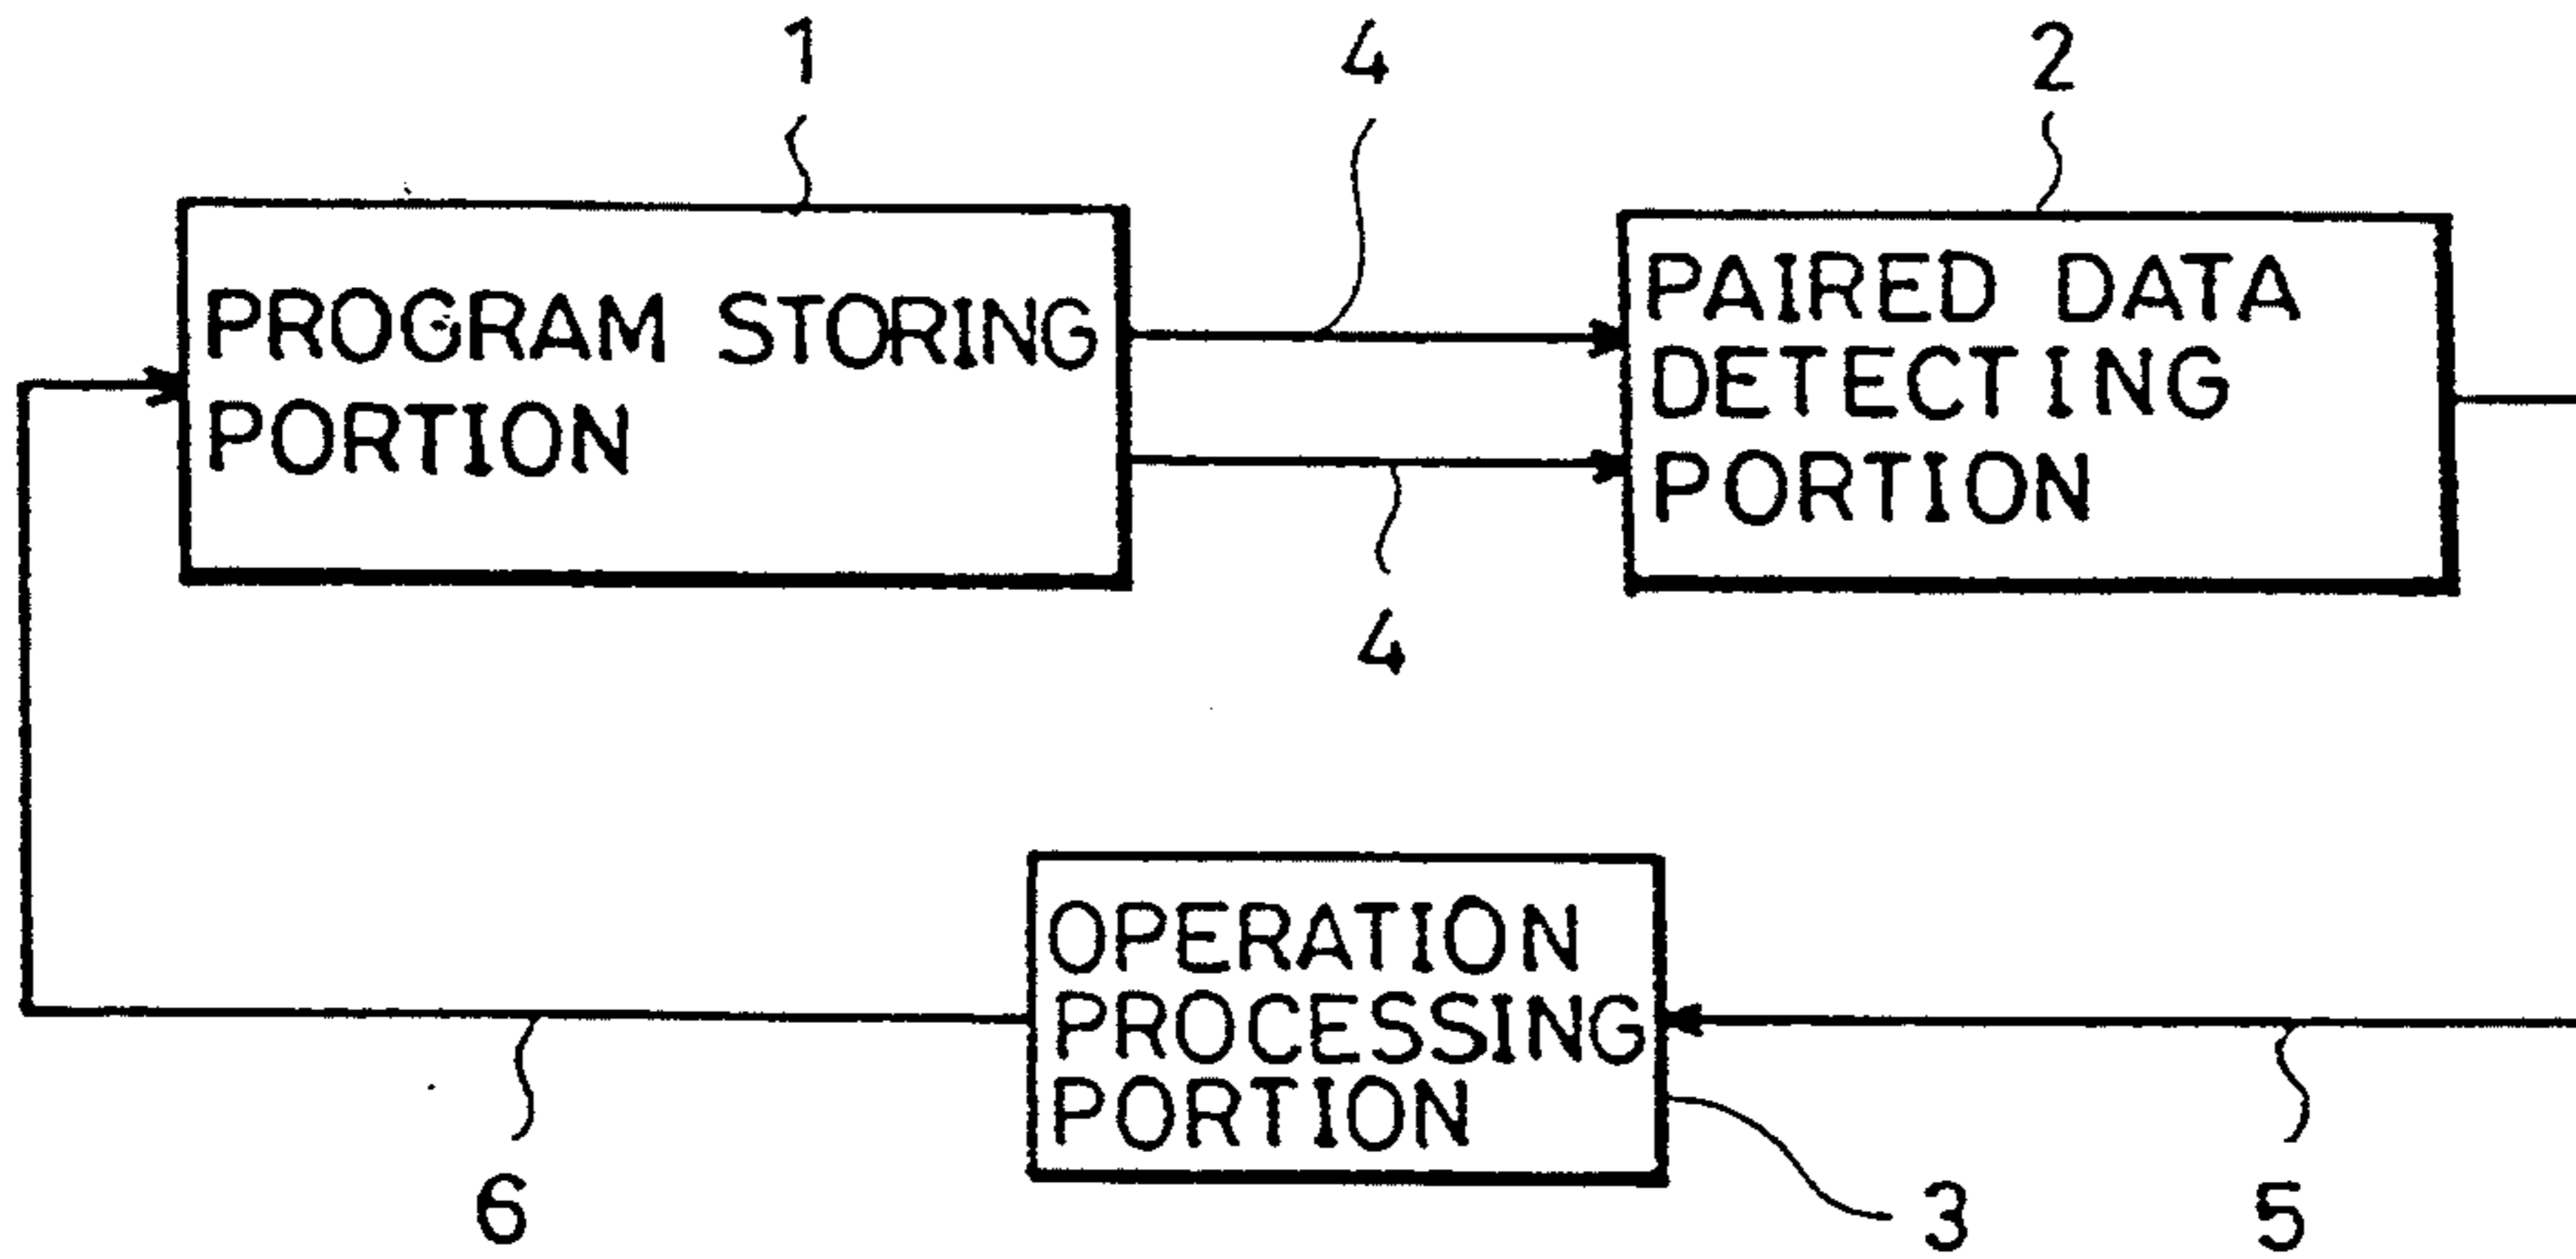 1
4
2
PROGRAM STORING
PORTION
PAIRED DATA
DETECTING
PORTION
4
OPERATION
PROCESSING
PORTION
6
3
5